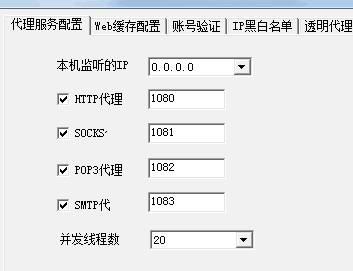 代理服务配置 Web缓存配置 账号验证 IP黑白名单 透明代理
本机监听的IP 0.0.0.0
HTTP代理 1080
SOCKS 1081
POP3代理 1082
SMTP代 1083
并发线程数 20